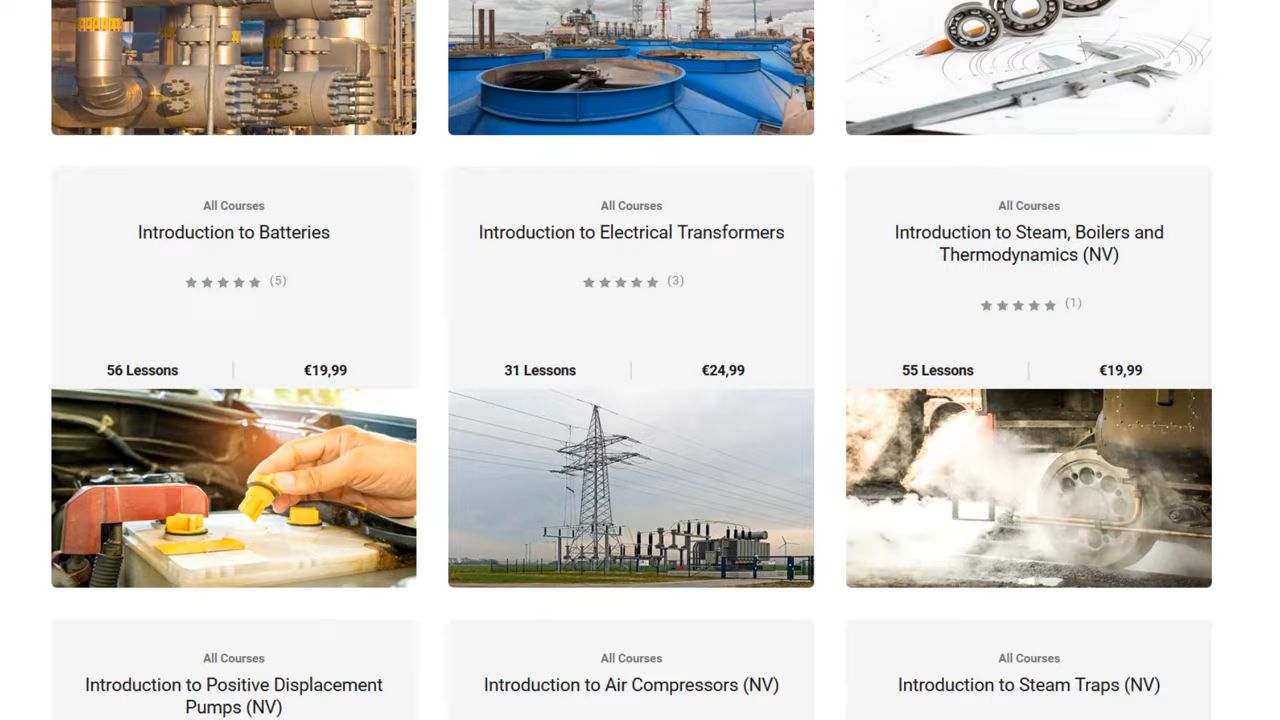 All Courses
Introduction to Batteries
(5)
56 Lessons
€19,99
All Courses
Introduction to Electrical Transformers
(3)
31 Lessons
€24,99
All Courses
Introduction to Steam, Boilers and
Thermodynamics (NV)
(1)
55 Lessons
€19,99
All Courses
Introduction to Positive Displacement
Pumps (NV)
All Courses
Introduction to Air Compressors (NV)
All Courses
Introduction to Steam Traps (NV)